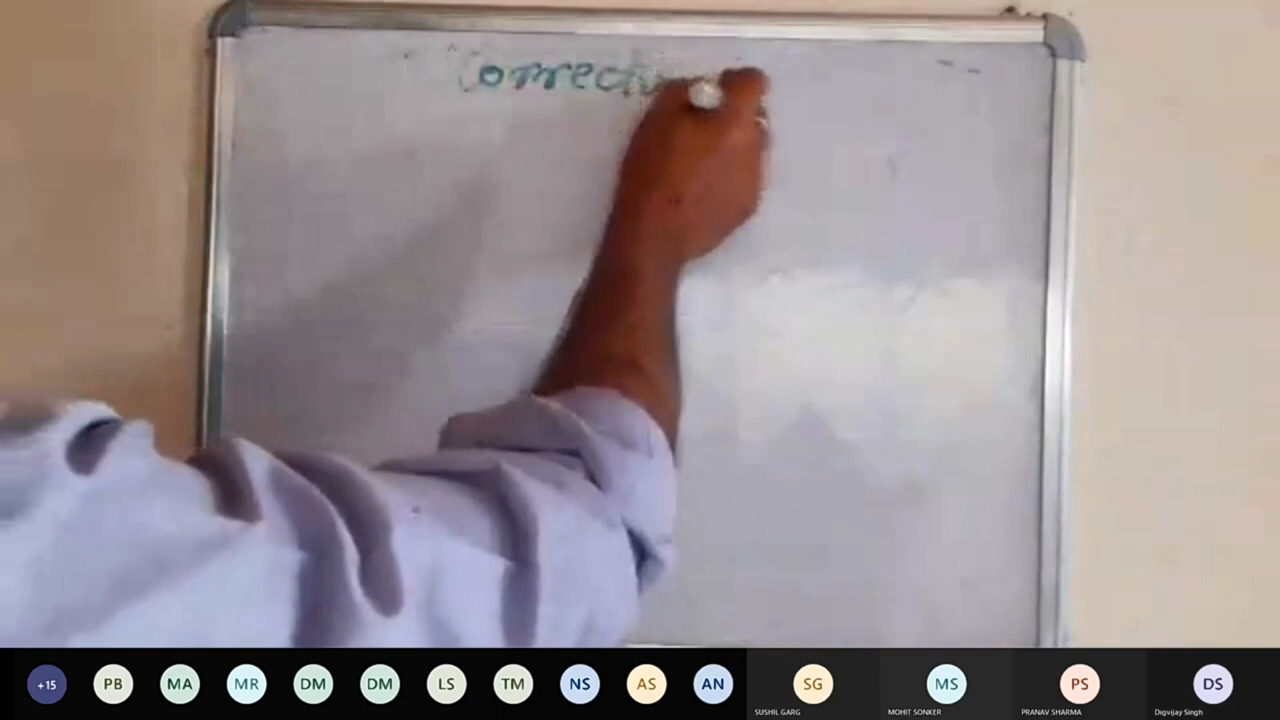 Correct
+15 PB MA MR DM DM LS TM NS AS AN SG MS PS DS
SUSHIL GARG MOHIT SONKER PRANAV SHARMA Digvijay Singh